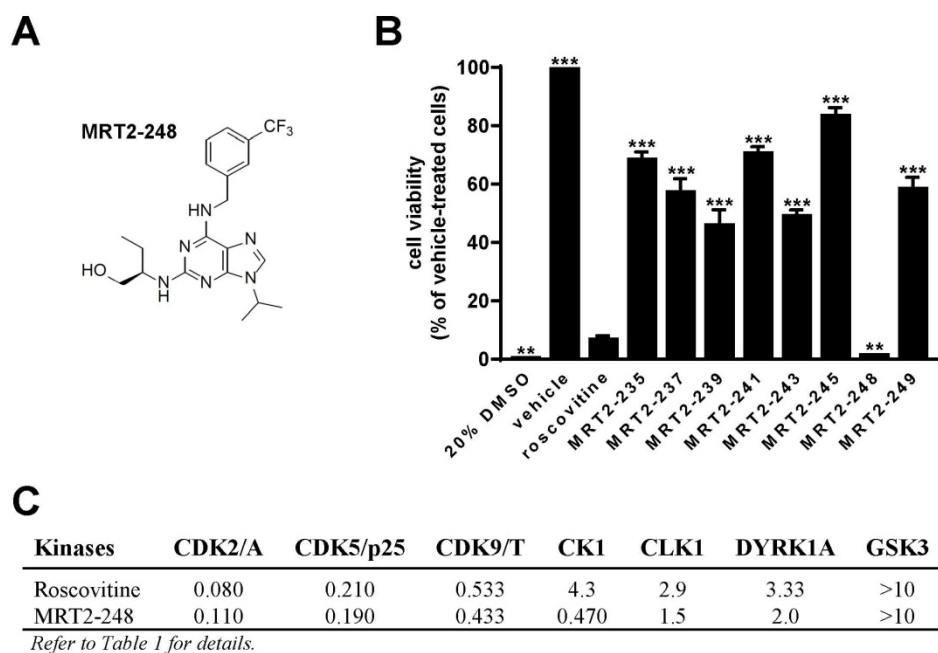 A
MRT2-248
CF3
HN
N
N
HO
N
H
N
N
B
cell viability
(% of vehicle-treated cells)
100
80
60
40
20
0
**
***
***
***
***
***
***
***
**
***
20% DMSO
vehicle
roscovitine
MRT2-235
MRT2-237
MRT2-239
MRT2-241
MRT2-243
MRT2-245
MRT2-248
MRT2-249
C
Kinases CDK2/A CDK5/p25 CDK9/T CK1 CLK1 DYRK1A GSK3
Roscovitine 0.080 0.210 0.533 4.3 2.9 3.33 >10
MRT2-248 0.110 0.190 0.433 0.470 1.5 2.0 >10
Refer to Table 1 for details.